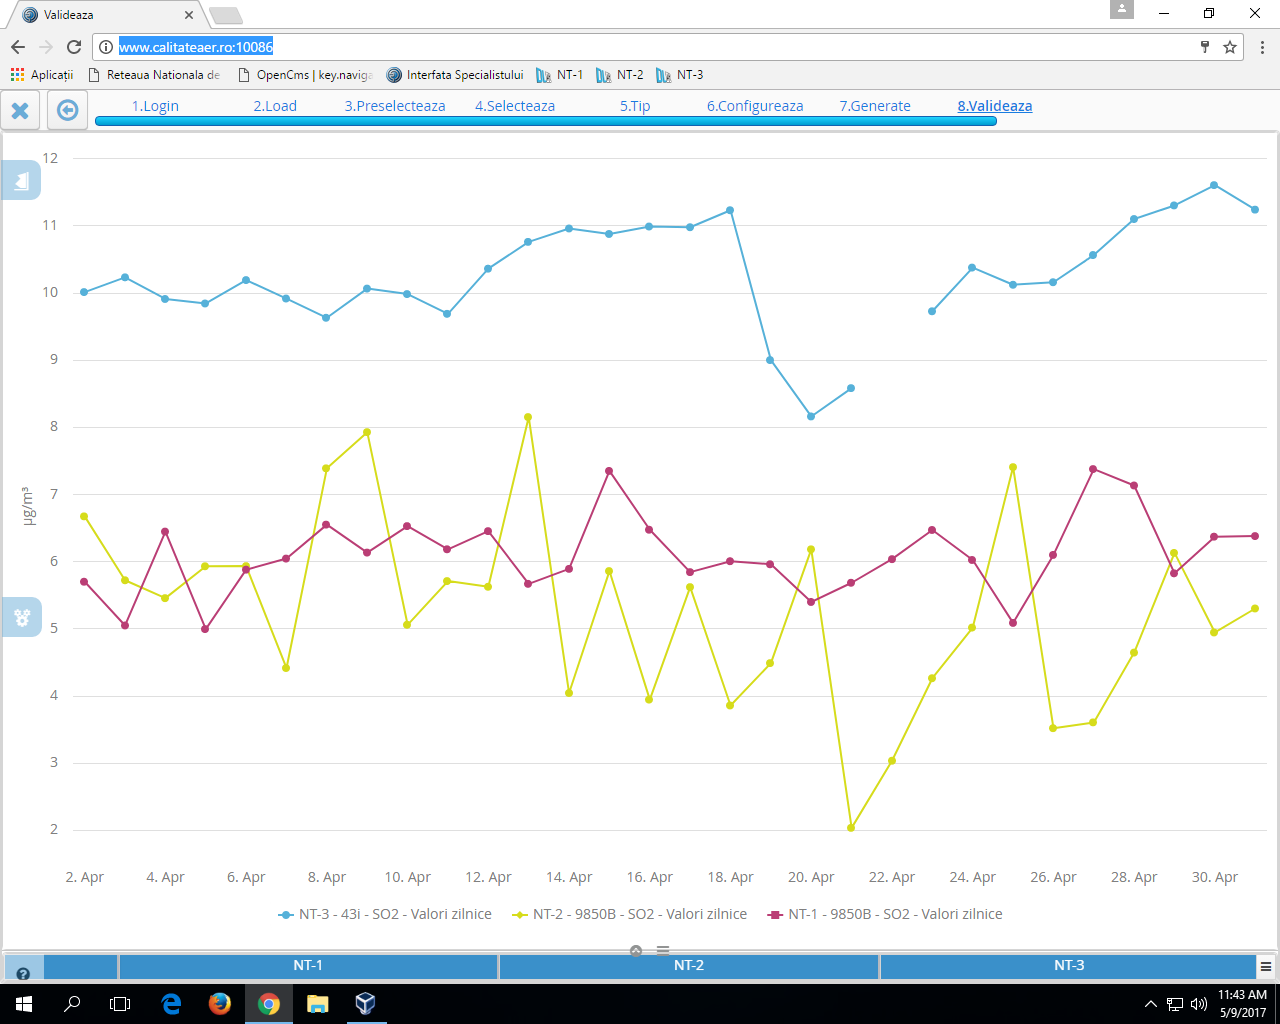 Valideaza
www.calitateaer.ro:10086
Aplicații Reteaua Nationala de OpenCms | key.naviga Interfata Specialistului NT-1 NT-2 NT-3
1.Login 2.Load 3.Preselecteaza 4.Selecteaza 5.Tip 6.Configureaza 7.Generate 8.Valideaza
12
11
10
9
8
7
6
5
4
3
2
µg/m³
2. Apr 4. Apr 6. Apr 8. Apr 10. Apr 12. Apr 14. Apr 16. Apr 18. Apr 20. Apr 22. Apr 24. Apr 26. Apr 28. Apr 30. Apr
NT-3 - 43i - SO2 - Valori zilnice NT-2 - 9850B - SO2 - Valori zilnice NT-1 - 9850B - SO2 - Valori zilnice
? NT-1 NT-2 NT-3
11:43 AM
5/9/2017